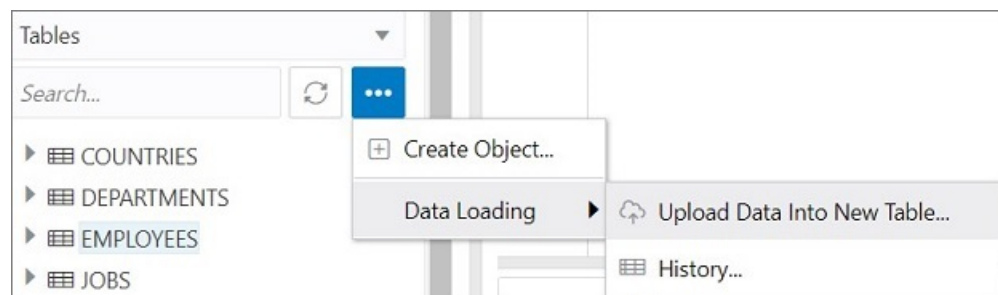 Tables
Search...
COUNTRIES
DEPARTMENTS
EMPLOYEES
JOBS
Create Object...
Data Loading
Upload Data Into New Table...
History...